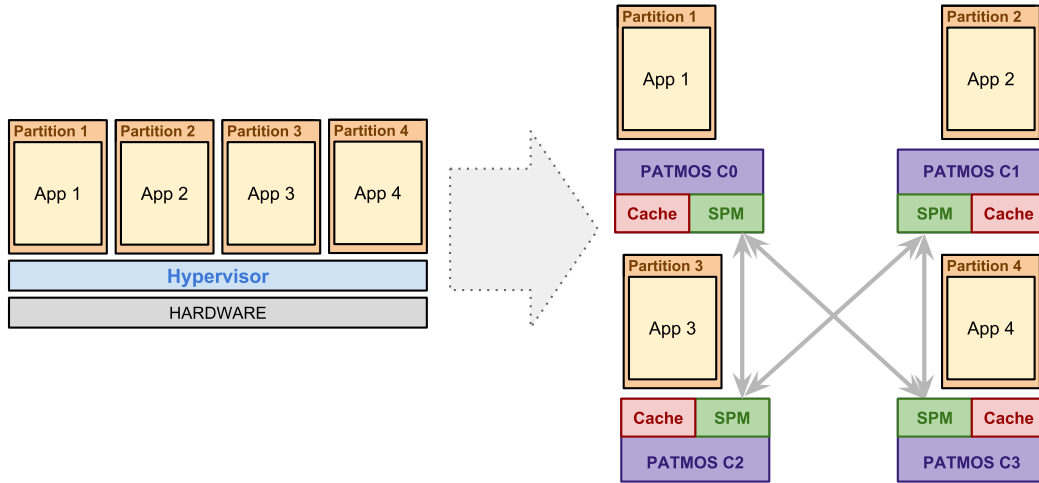 Partition 1
App 1
Partition 2
App 2
Partition 3
App 3
Partition 4
App 4
Hypervisor
HARDWARE
Partition 1
App 1
Partition 2
App 2
PATMOS C0
Cache SPM
PATMOS C1
SPM Cache
Partition 3
App 3
Partition 4
App 4
Cache SPM
PATMOS C2
SPM Cache
PATMOS C3